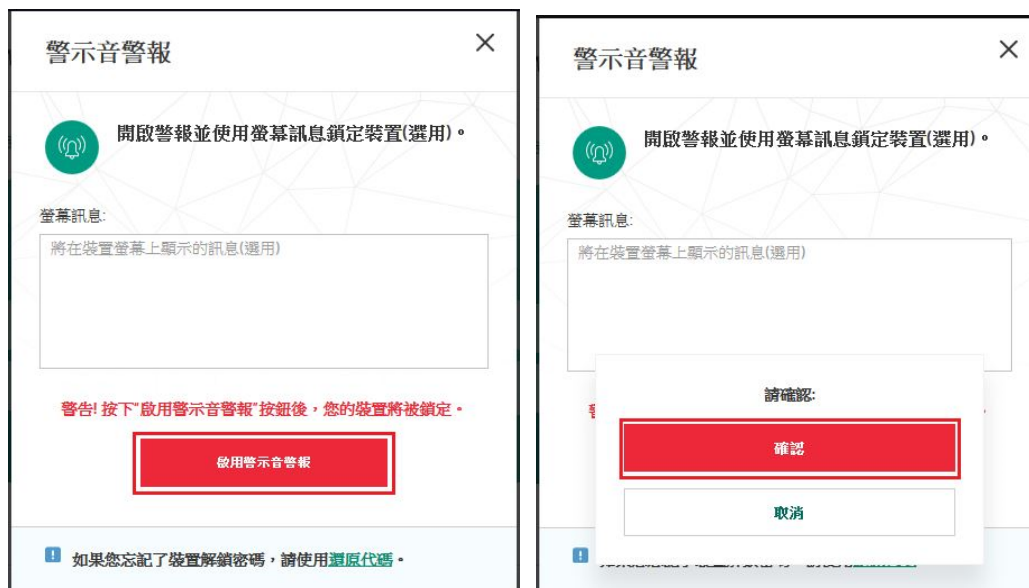 警示音警報
開啟警報並使用螢幕訊息鎖定裝置(選用)。
螢幕訊息:
將在裝置螢幕上顯示的訊息(選用)
警告! 按下"啟用警示音警報"按鈕後，您的裝置將被鎖定。
啟用警示音警報
如果您忘記了裝置解鎖密碼，請使用還原代碼。
警示音警報
開啟警報並使用螢幕訊息鎖定裝置(選用)。
螢幕訊息:
將在裝置螢幕上顯示的訊息(選用)
請確認:
確認
取消